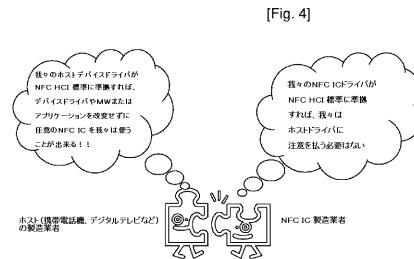 [Fig. 4]
我々のホストデバイスドライバが
NFC HCI 標準に準拠すれば、
デバイスドライバやMWまたは
アプリケーションを改変せずに
任意のNFC IC を我々は使う
ことが出来る!!
我々のNFC ICドライバが
NFC HCI 標準に準拠
すれば、我々は
ホストドライバに
注意を払う必要はない
ホスト(携帯電話機、デジタルテレビなど)
の製造業者
NFC IC 製造業者